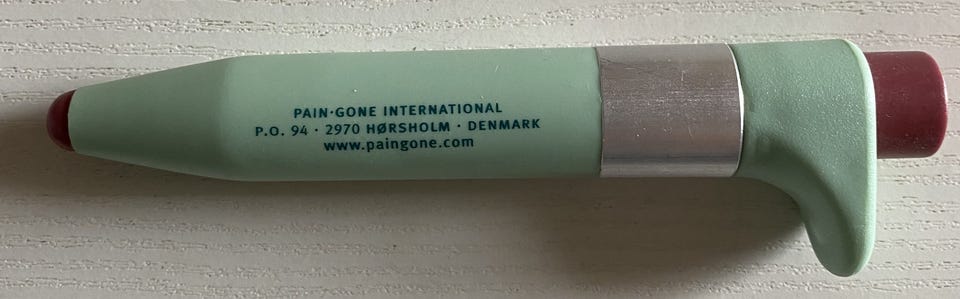 PAIN·GONE INTERNATIONAL
P.O. 94 · 2970 HØRSHOLM · DENMARK
www.paingone.com